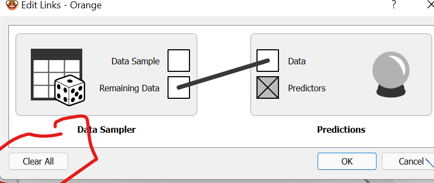 Edit Links - Orange
Data Sample
Remaining Data
Data
Predictors
Data Sampler
Predictions
Clear All
OK
Cancel